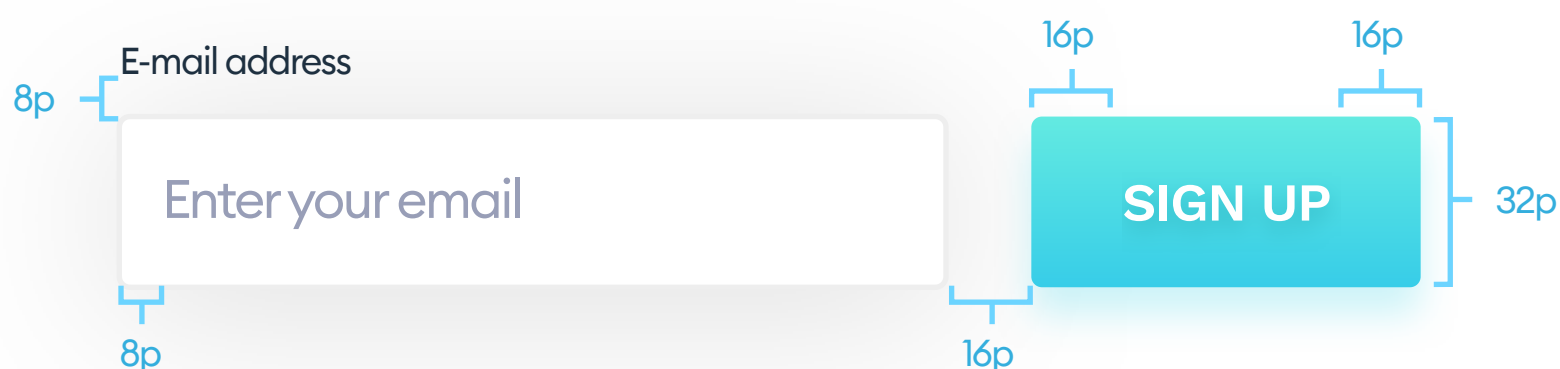 16p 16p
E-mail address
8p
Enter your email SIGN UP 32p
8p 16p